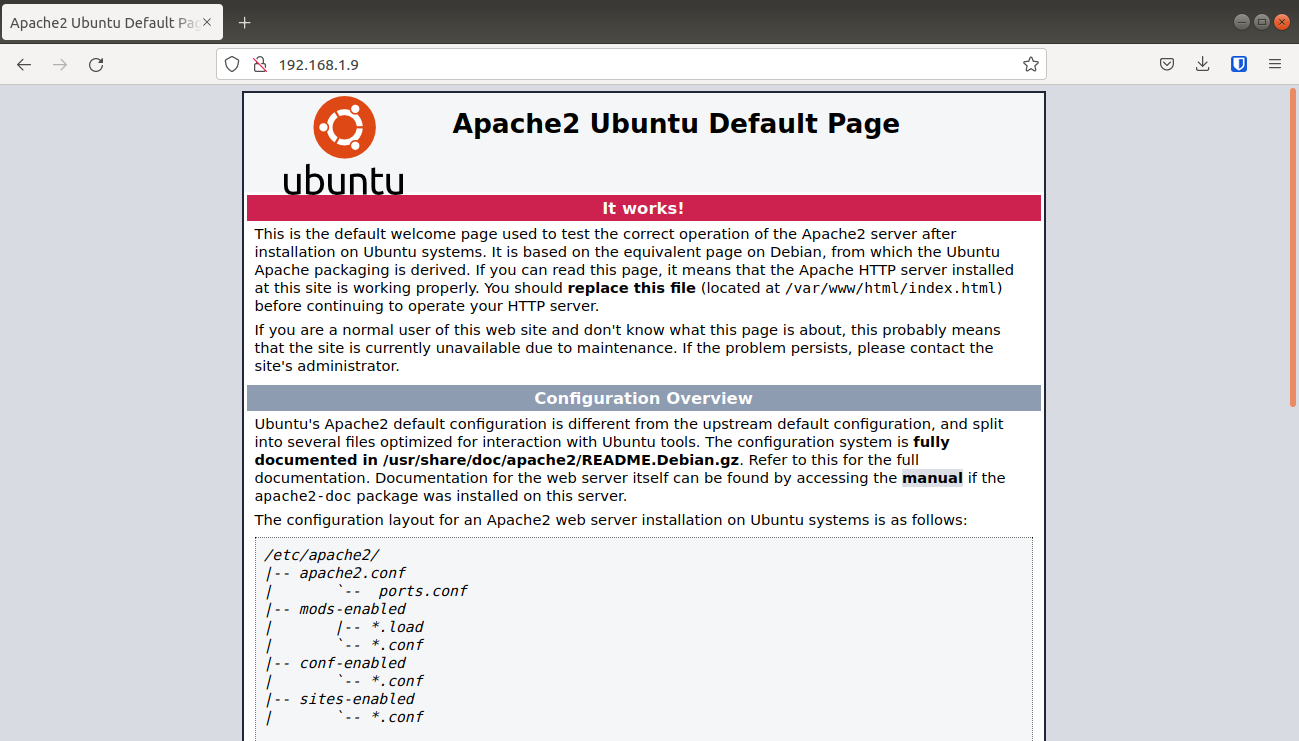 Apache2 Ubuntu Default Pag
192.168.1.9
ubuntu
Apache2 Ubuntu Default Page
It works!
This is the default welcome page used to test the correct operation of the Apache2 server after
installation on Ubuntu systems. It is based on the equivalent page on Debian, from which the Ubuntu
Apache packaging is derived. If you can read this page, it means that the Apache HTTP server installed
at this site is working properly. You should replace this file (located at /var/www/html/index.html)
before continuing to operate your HTTP server.
If you are a normal user of this web site and don't know what this page is about, this probably means
that the site is currently unavailable due to maintenance. If the problem persists, please contact the
site's administrator.
Configuration Overview
Ubuntu's Apache2 default configuration is different from the upstream default configuration, and split
into several files optimized for interaction with Ubuntu tools. The configuration system is fully
documented in /usr/share/doc/apache2/README.Debian.gz. Refer to this for the full
documentation. Documentation for the web server itself can be found by accessing the manual if the
apache2-doc package was installed on this server.
The configuration layout for an Apache2 web server installation on Ubuntu systems is as follows:
/etc/apache2/
|-- apache2.conf
|       `--  ports.conf
|-- mods-enabled
|       |-- *.load
|       `-- *.conf
|-- conf-enabled
|       `-- *.conf
|-- sites-enabled
|       `-- *.conf